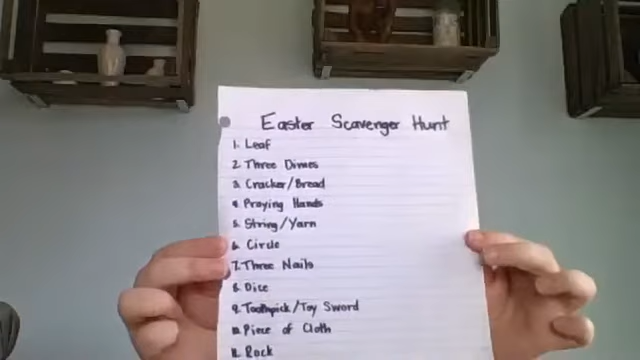 Easter Scavenger Hunt
1. Leaf
2. Three Dimes
3. Cracker/Bread
4. Praying Hands
5. String/Yarn
6. Circle
7. Three Nails
8. Dice
9. Toothpick/Toy Sword
10. Piece of Cloth
11. Rock